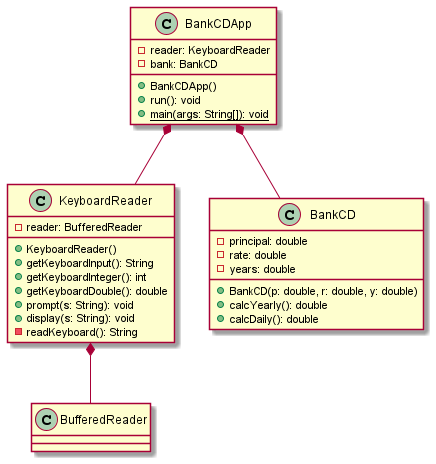 C BankCDApp
reader: KeyboardReader
bank: BankCD
BankCDApp()
run(): void
main(args: String[]): void
C KeyboardReader
reader: BufferedReader
KeyboardReader()
getKeyboardInput(): String
getKeyboardInteger(): int
getKeyboardDouble(): double
prompt(s: String): void
display(s: String): void
readKeyboard(): String
C BankCD
principal: double
rate: double
years: double
BankCD(p: double, r: double, y: double)
calcYearly(): double
calcDaily(): double
C BufferedReader